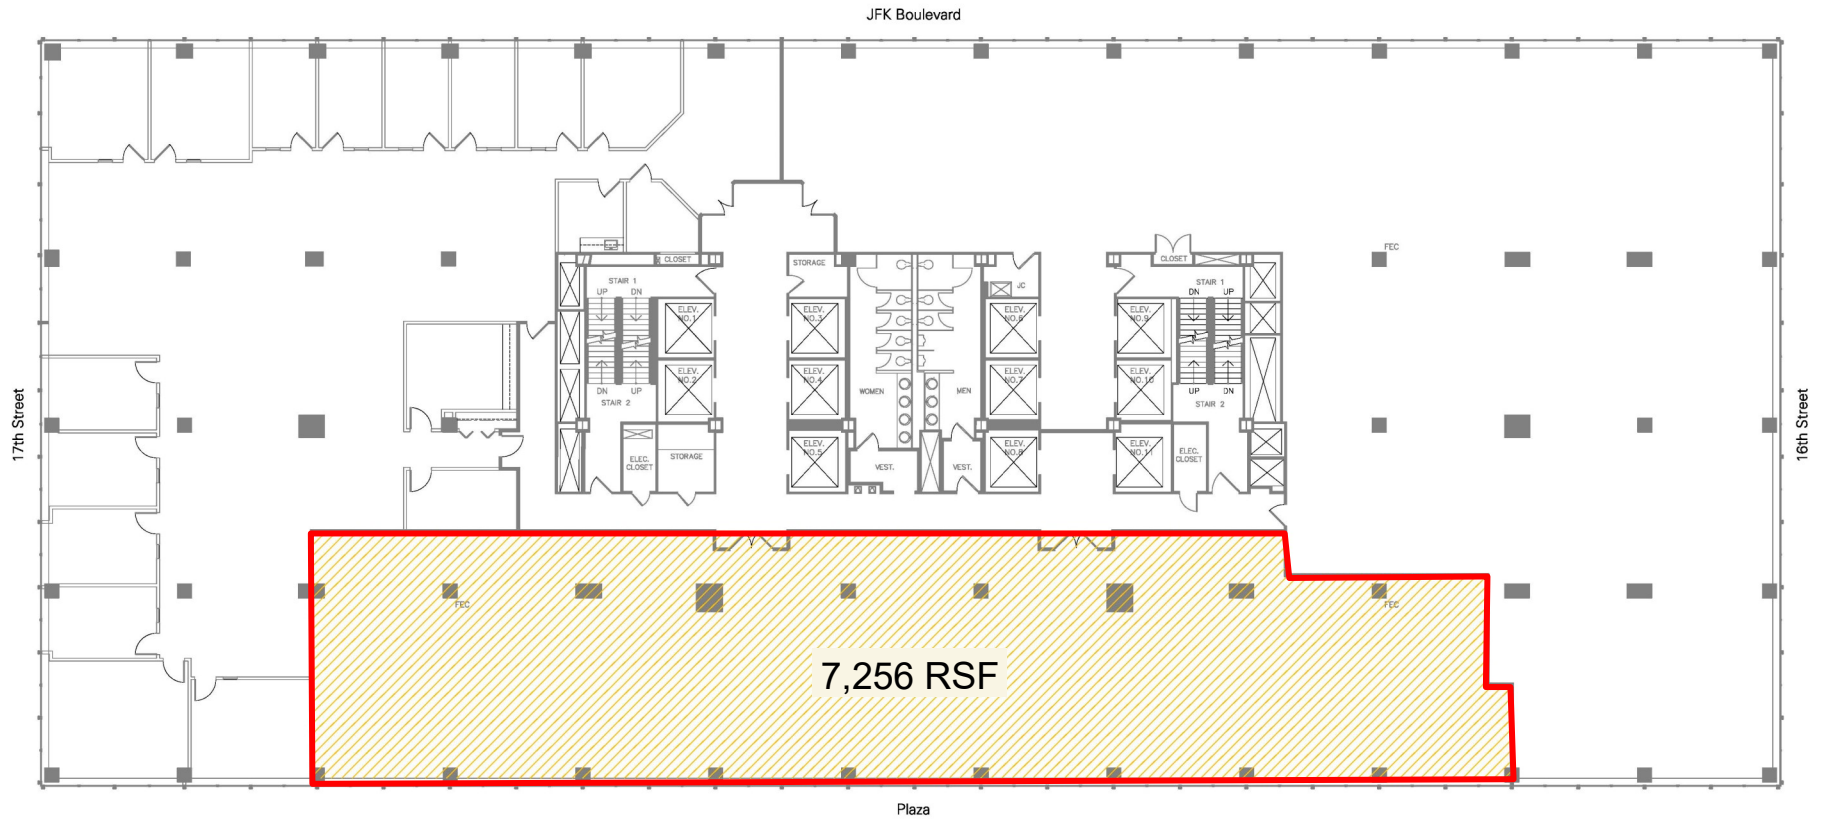 JFK Boulevard
17th Street
16th Street
FEC
CLOSET
STORAGE
CLOSET
STAIR 1
UP DN
JC
STAIR 1
DN UP
ELEV.
NO.1
ELEV.
NO.3
ELEV.
NO.6
ELEV.
NO.9
ELEV.
NO.2
ELEV.
NO.4
ELEV.
NO.7
ELEV.
NO.10
DN UP
STAIR 2
WOMEN
MEN
UP DN
STAIR 2
ELEC.
CLOSET
STORAGE
ELEV.
NO.5
VEST.
VEST.
ELEV.
NO.8
ELEV.
NO.11
ELEC.
CLOSET
FEC
FEC
7,256 RSF
Plaza